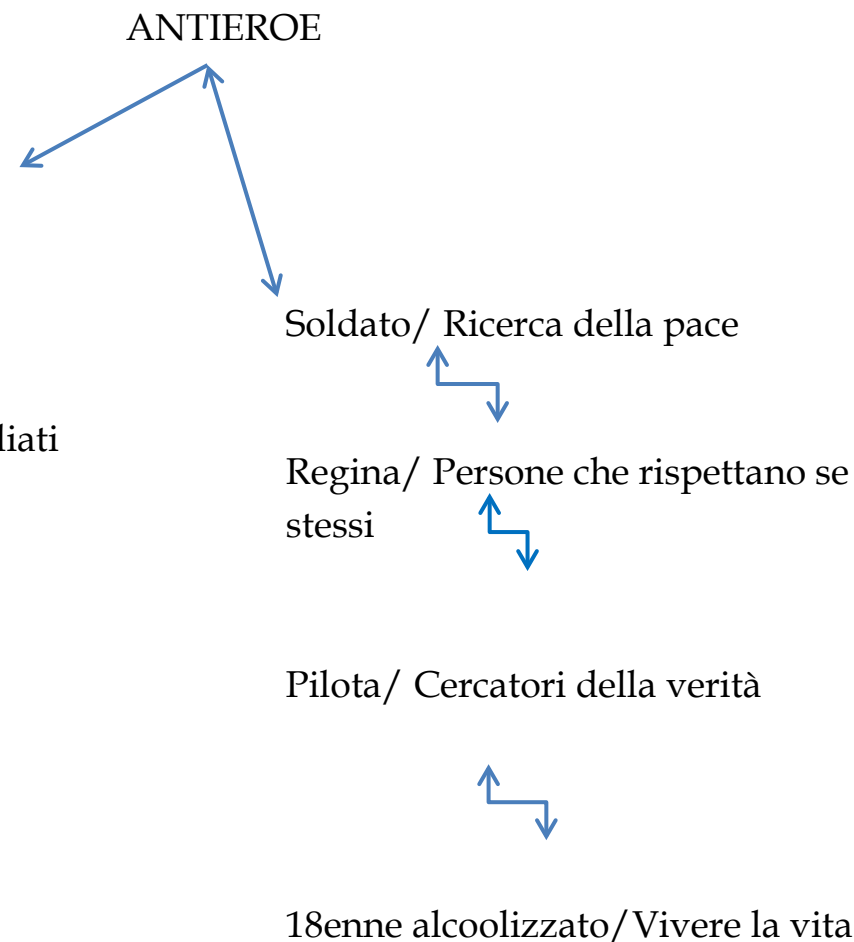 ANTIEROE
Soldato/ Ricerca della pace
Regina/ Persone che rispettano se
stessi
Pilota/ Cercatori della verità
18enne alcoolizzato/Vivere la vita